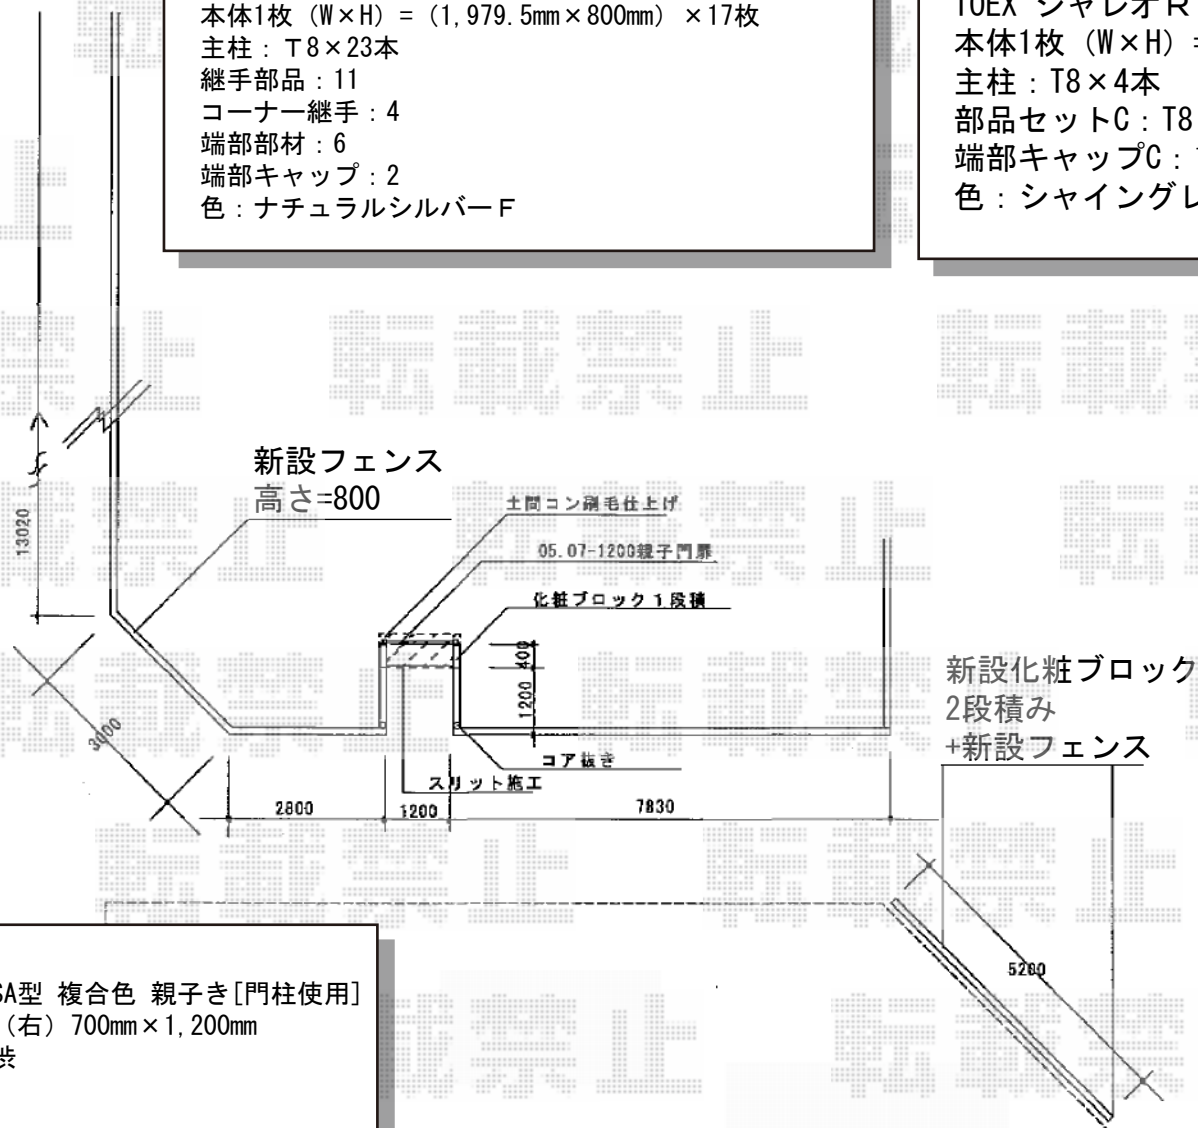 本体1枚（W×H）＝（1,979.5mm×800mm）×17枚
主柱：Ｔ8×23本
継手部品：11
コーナー継手：4
端部部材：6
端部キャップ：2
色：ナチュラルシルバーＦ
TOEX シャレオＲ
本体1枚（W×H）
主柱：T8×4本
部品セットC：T8
端部キャップC：
色：シャイングレ
転載禁止
新設フェンス
高さ=800
土間コン刷毛仕上げ
05.07-1200親子門扉
化粧ブロック１段積
400
1200
コア抜き
スリット施工
13020
3000
2800
1200
7830
新設化粧ブロック
2段積み
+新設フェンス
5200
SA型 複合色 親子き[門柱使用]
（右）700mm×1,200mm
渋